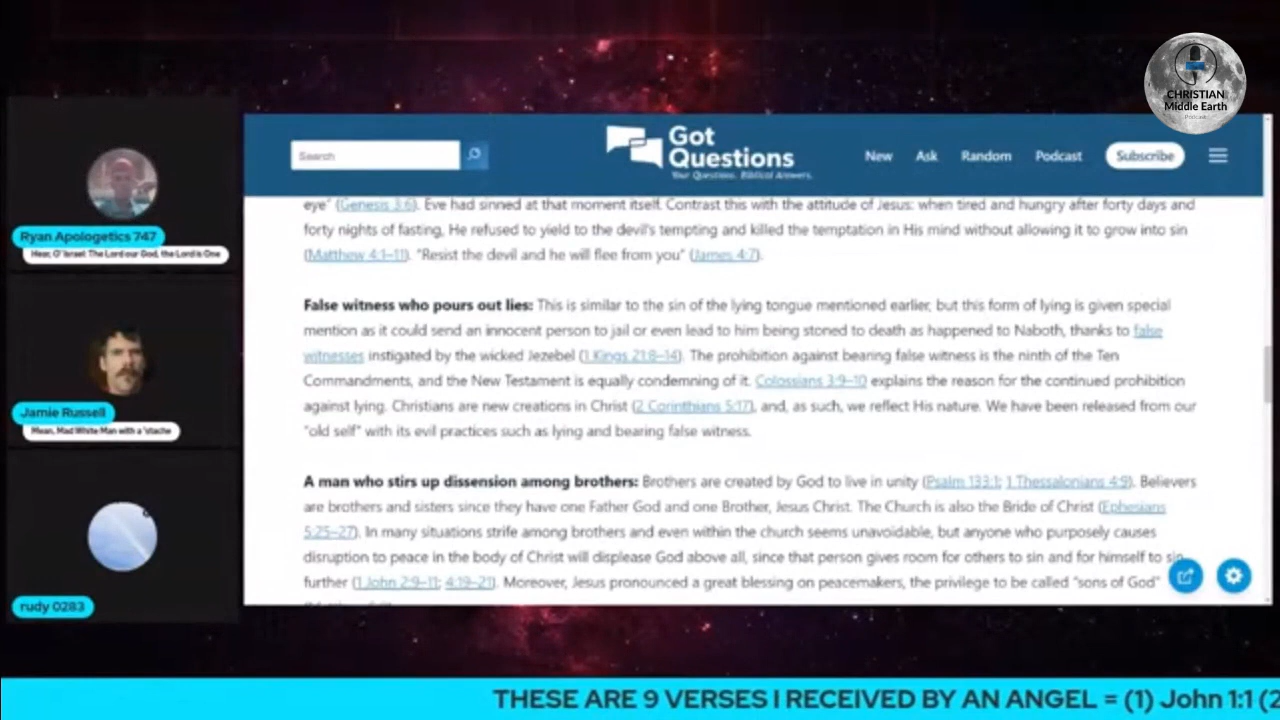 CHRISTIAN
Middle Earth
Podcast
Search
Got
Questions
Your Questions. Biblical Answers.
New
Ask
Random
Podcast
Subscribe
eye" (Genesis 3:6). Eve had sinned at that moment itself. Contrast this with the attitude of Jesus: when tired and hungry after forty days and
forty nights of fasting, He refused to yield to the devil's tempting and killed the temptation in His mind without allowing it to grow into sin
(Matthew 4:1–11). "Resist the devil and he will flee from you" (James 4:7).
False witness who pours out lies: This is similar to the sin of the lying tongue mentioned earlier, but this form of lying is given special
mention as it could send an innocent person to jail or even lead to him being stoned to death as happened to Naboth, thanks to false
witnesses instigated by the wicked Jezebel (1 Kings 21:8–14). The prohibition against bearing false witness is the ninth of the Ten
Commandments, and the New Testament is equally condemning of it. Colossians 3:9–10 explains the reason for the continued prohibition
against lying. Christians are new creations in Christ (2 Corinthians 5:17), and, as such, we reflect His nature. We have been released from our
"old self" with its evil practices such as lying and bearing false witness.
A man who stirs up dissension among brothers: Brothers are created by God to live in unity (Psalm 133:1; 1 Thessalonians 4:9). Believers
are brothers and sisters since they have one Father God and one Brother, Jesus Christ. The Church is also the Bride of Christ (Ephesians
5:25–27). In many situations strife among brothers and even within the church seems unavoidable, but anyone who purposely causes
disruption to peace in the body of Christ will displease God above all, since that person gives room for others to sin and for himself to sin
further (1 John 2:9–11; 4:19–21). Moreover, Jesus pronounced a great blessing on peacemakers, the privilege to be called "sons of God"
Ryan Apologetics 747
Hear, O' Israel: The Lord our God, the Lord is One
Jamie Russell
Mean, Mad White Man with a 'stache
rudy 0283
THESE ARE 9 VERSES I RECEIVED BY AN ANGEL = (1) John 1:1 (2